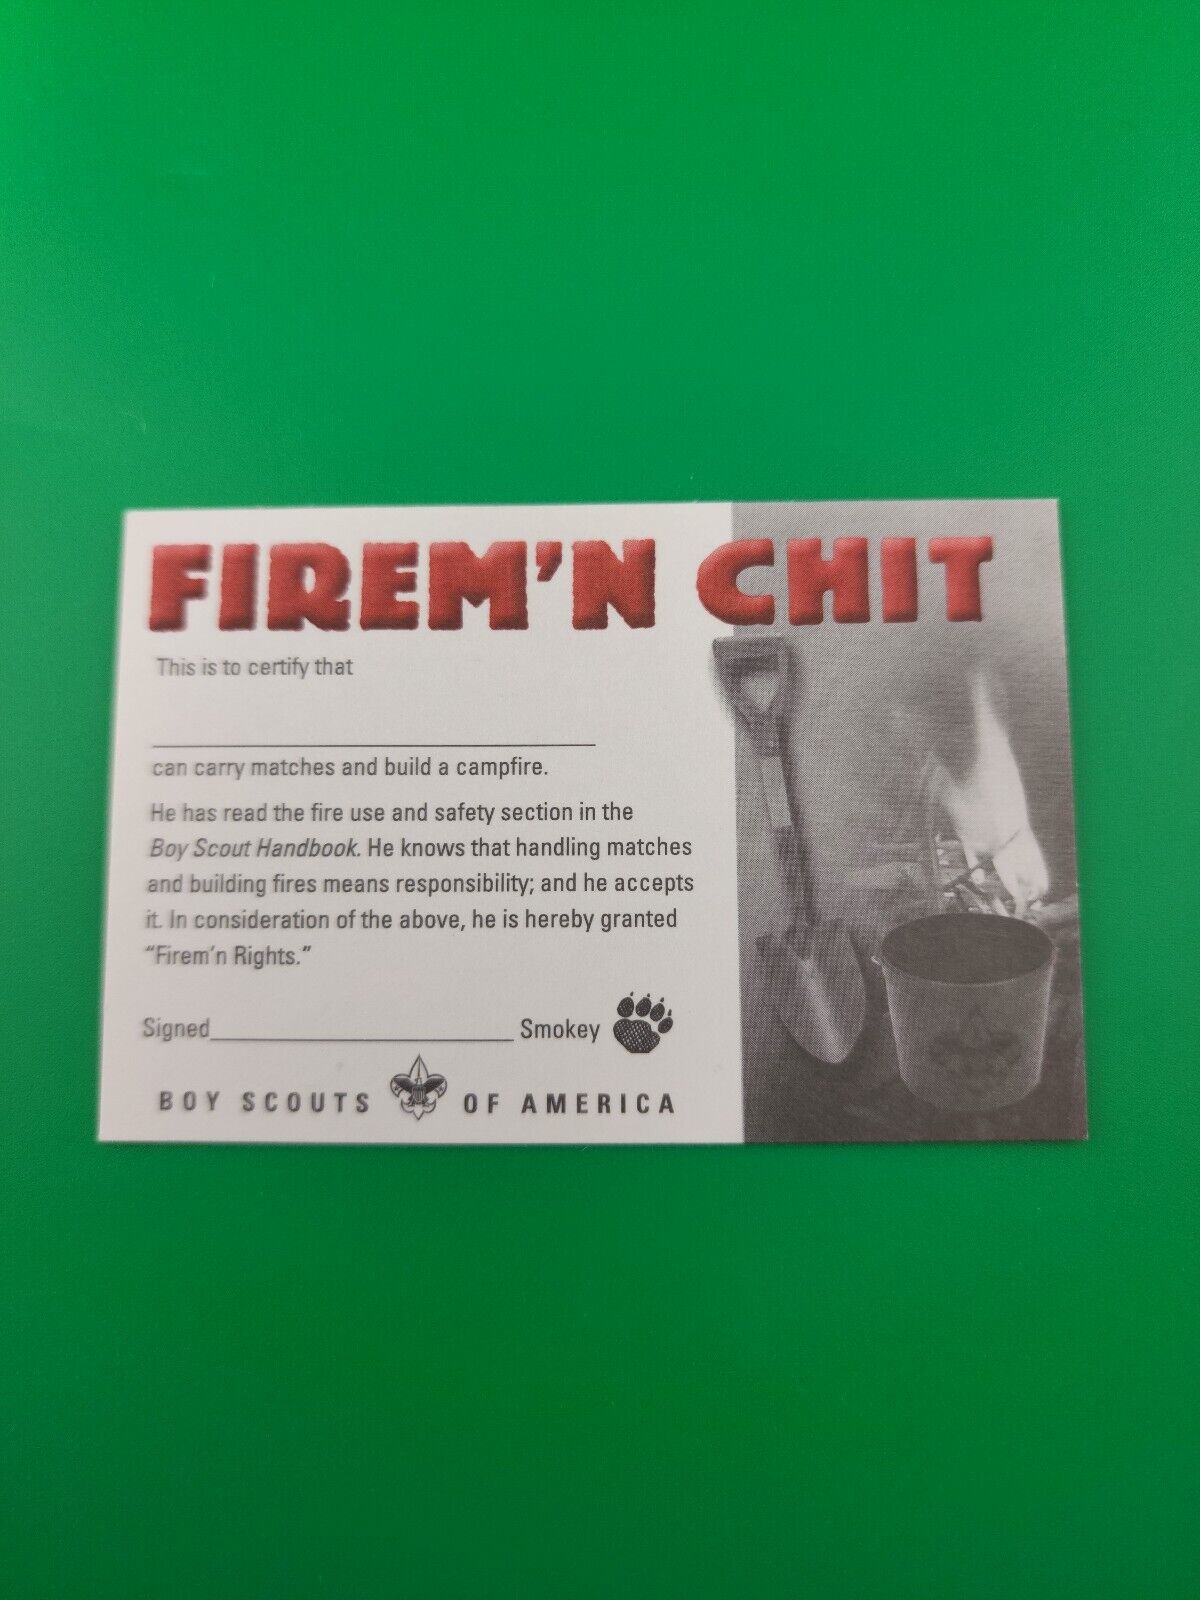 FIREM'N CHIT
This is to certify that
can carry matches and build a campfire.
He has read the fire use and safety section in the
Boy Scout Handbook. He knows that handling matches
and building fires means responsibility; and he accepts
it. In consideration of the above, he is hereby granted
“Firem'n Rights.”
Signed Smokey
BOY SCOUTS OF AMERICA